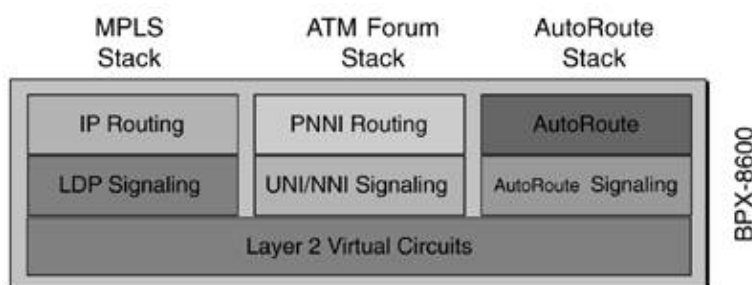 MPLS
Stack
ATM Forum
Stack
AutoRoute
Stack
IP Routing
PNNI Routing
AutoRoute
LDP Signaling
UNI/NNI Signaling
AutoRoute Signaling
Layer 2 Virtual Circuits
BPX-8600